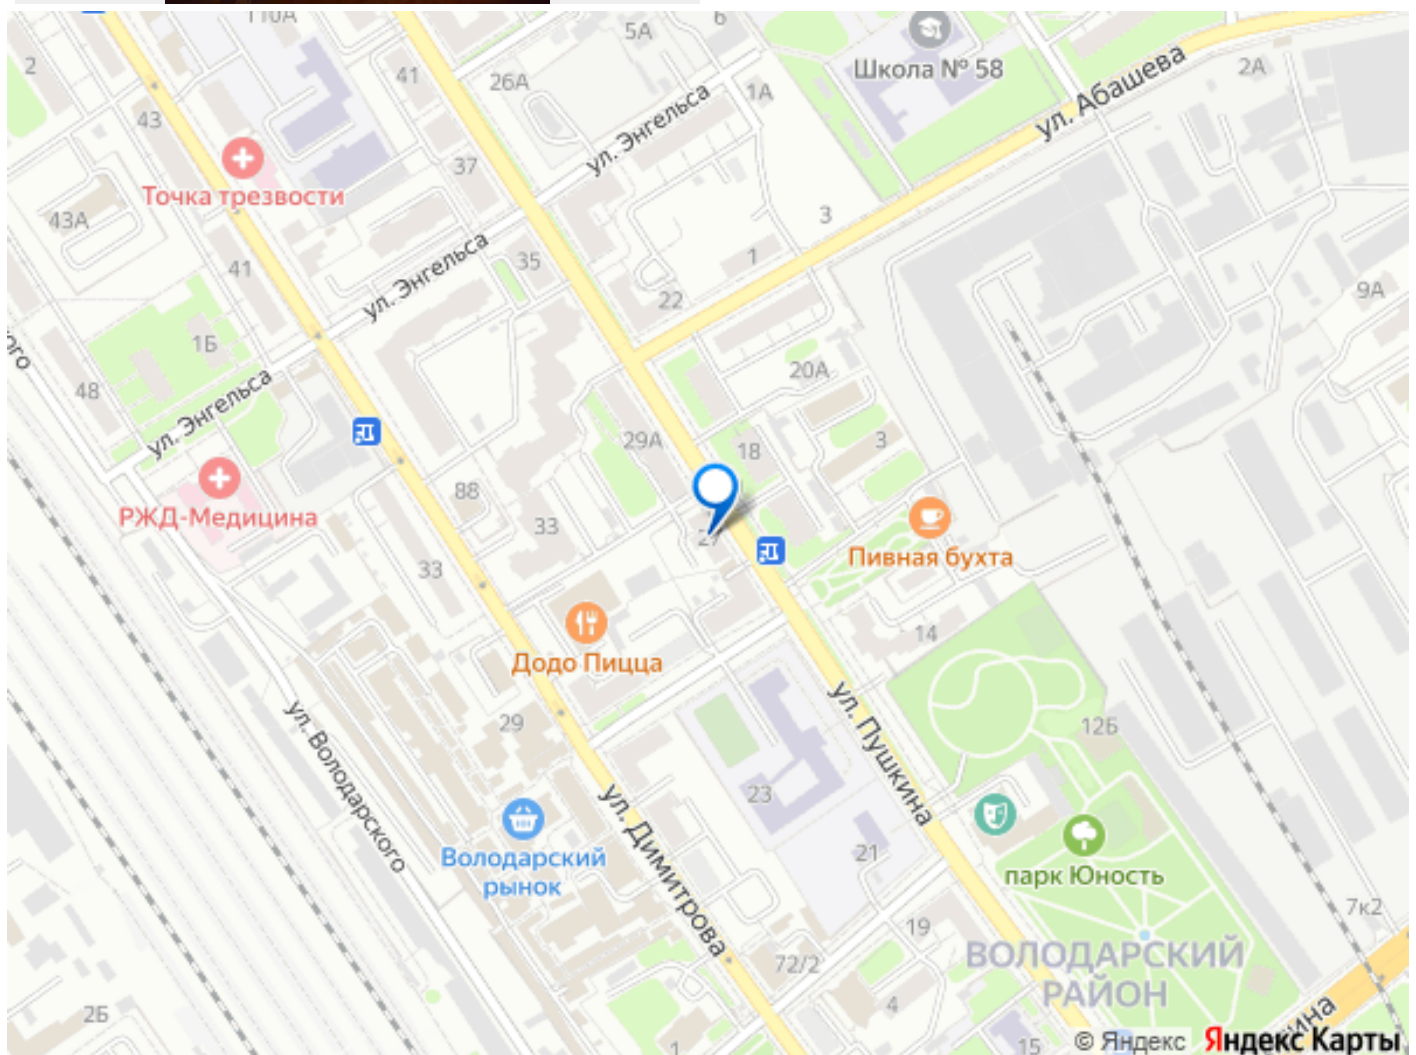 110А
6
5А
2
41
26А
Школа № 58
2А
1А
ул. Абашева
43
ул. Энгельса
37
Точка трезвости
43А
3
41
ул. Энгельса
35
1
22
9А
ого
1Б
48
ул. Энгельса
20А
29А
18
3
88
РЖД-Медицина
33
27
Пивная бухта
33
14
Додо Пицца
ул. Пушкина
29
ул. Володарского
12Б
23
ул. Димитрова
Володарский
рынок
21
парк Юность
7к2
19
ВОЛОДАРСКИЙ
РАЙОН
72/2
4
2Б
ина
1
15
© Яндекс Яндекс Карты